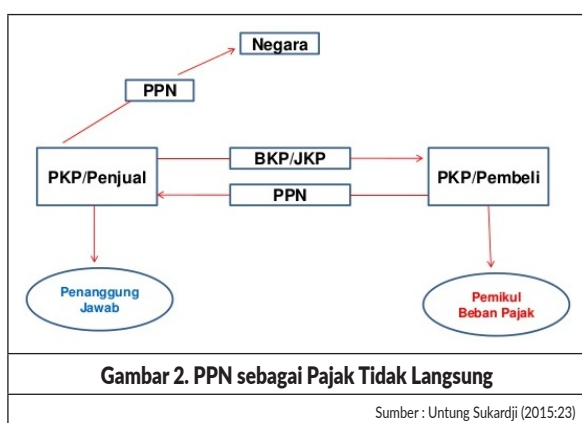 Negara
PPN
BKP/JKP
PKP/Penjual
PKP/Pembeli
PPN
Penanggung
Jawab
Pemikul
Beban Pajak
Gambar 2. PPN sebagai Pajak Tidak Langsung
Sumber : Untung Sukardji (2015:23)